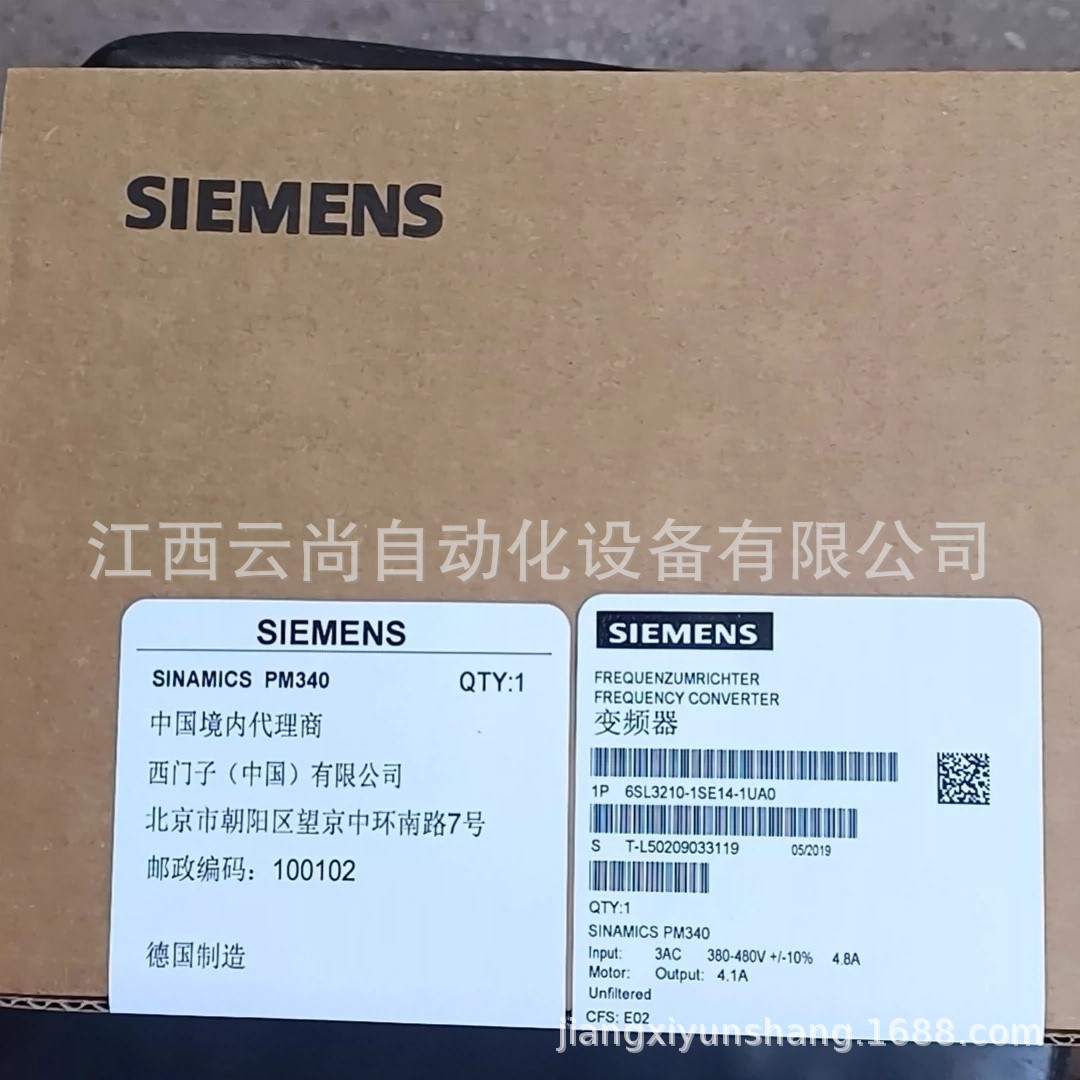 SIEMENS
江西云尚自动化设备有限公司
SIEMENS
SINAMICS PM340 QTY:1
中国境内代理商
西门子（中国）有限公司
北京市朝阳区望京中环南路7号
邮政编码：100102
德国制造
SIEMENS
FREQUENZUMRICHTER
FREQUENCY CONVERTER
变频器
1P 6SL3210-1SE14-1UA0
S T-L50209033119 05/2019
QTY:1
SINAMICS PM340
Input: 3AC 380-480V +/-10% 4.8A
Motor: Output: 4.1A
Unfiltered
CFS: E02
jiangxiyunshang.1688.com